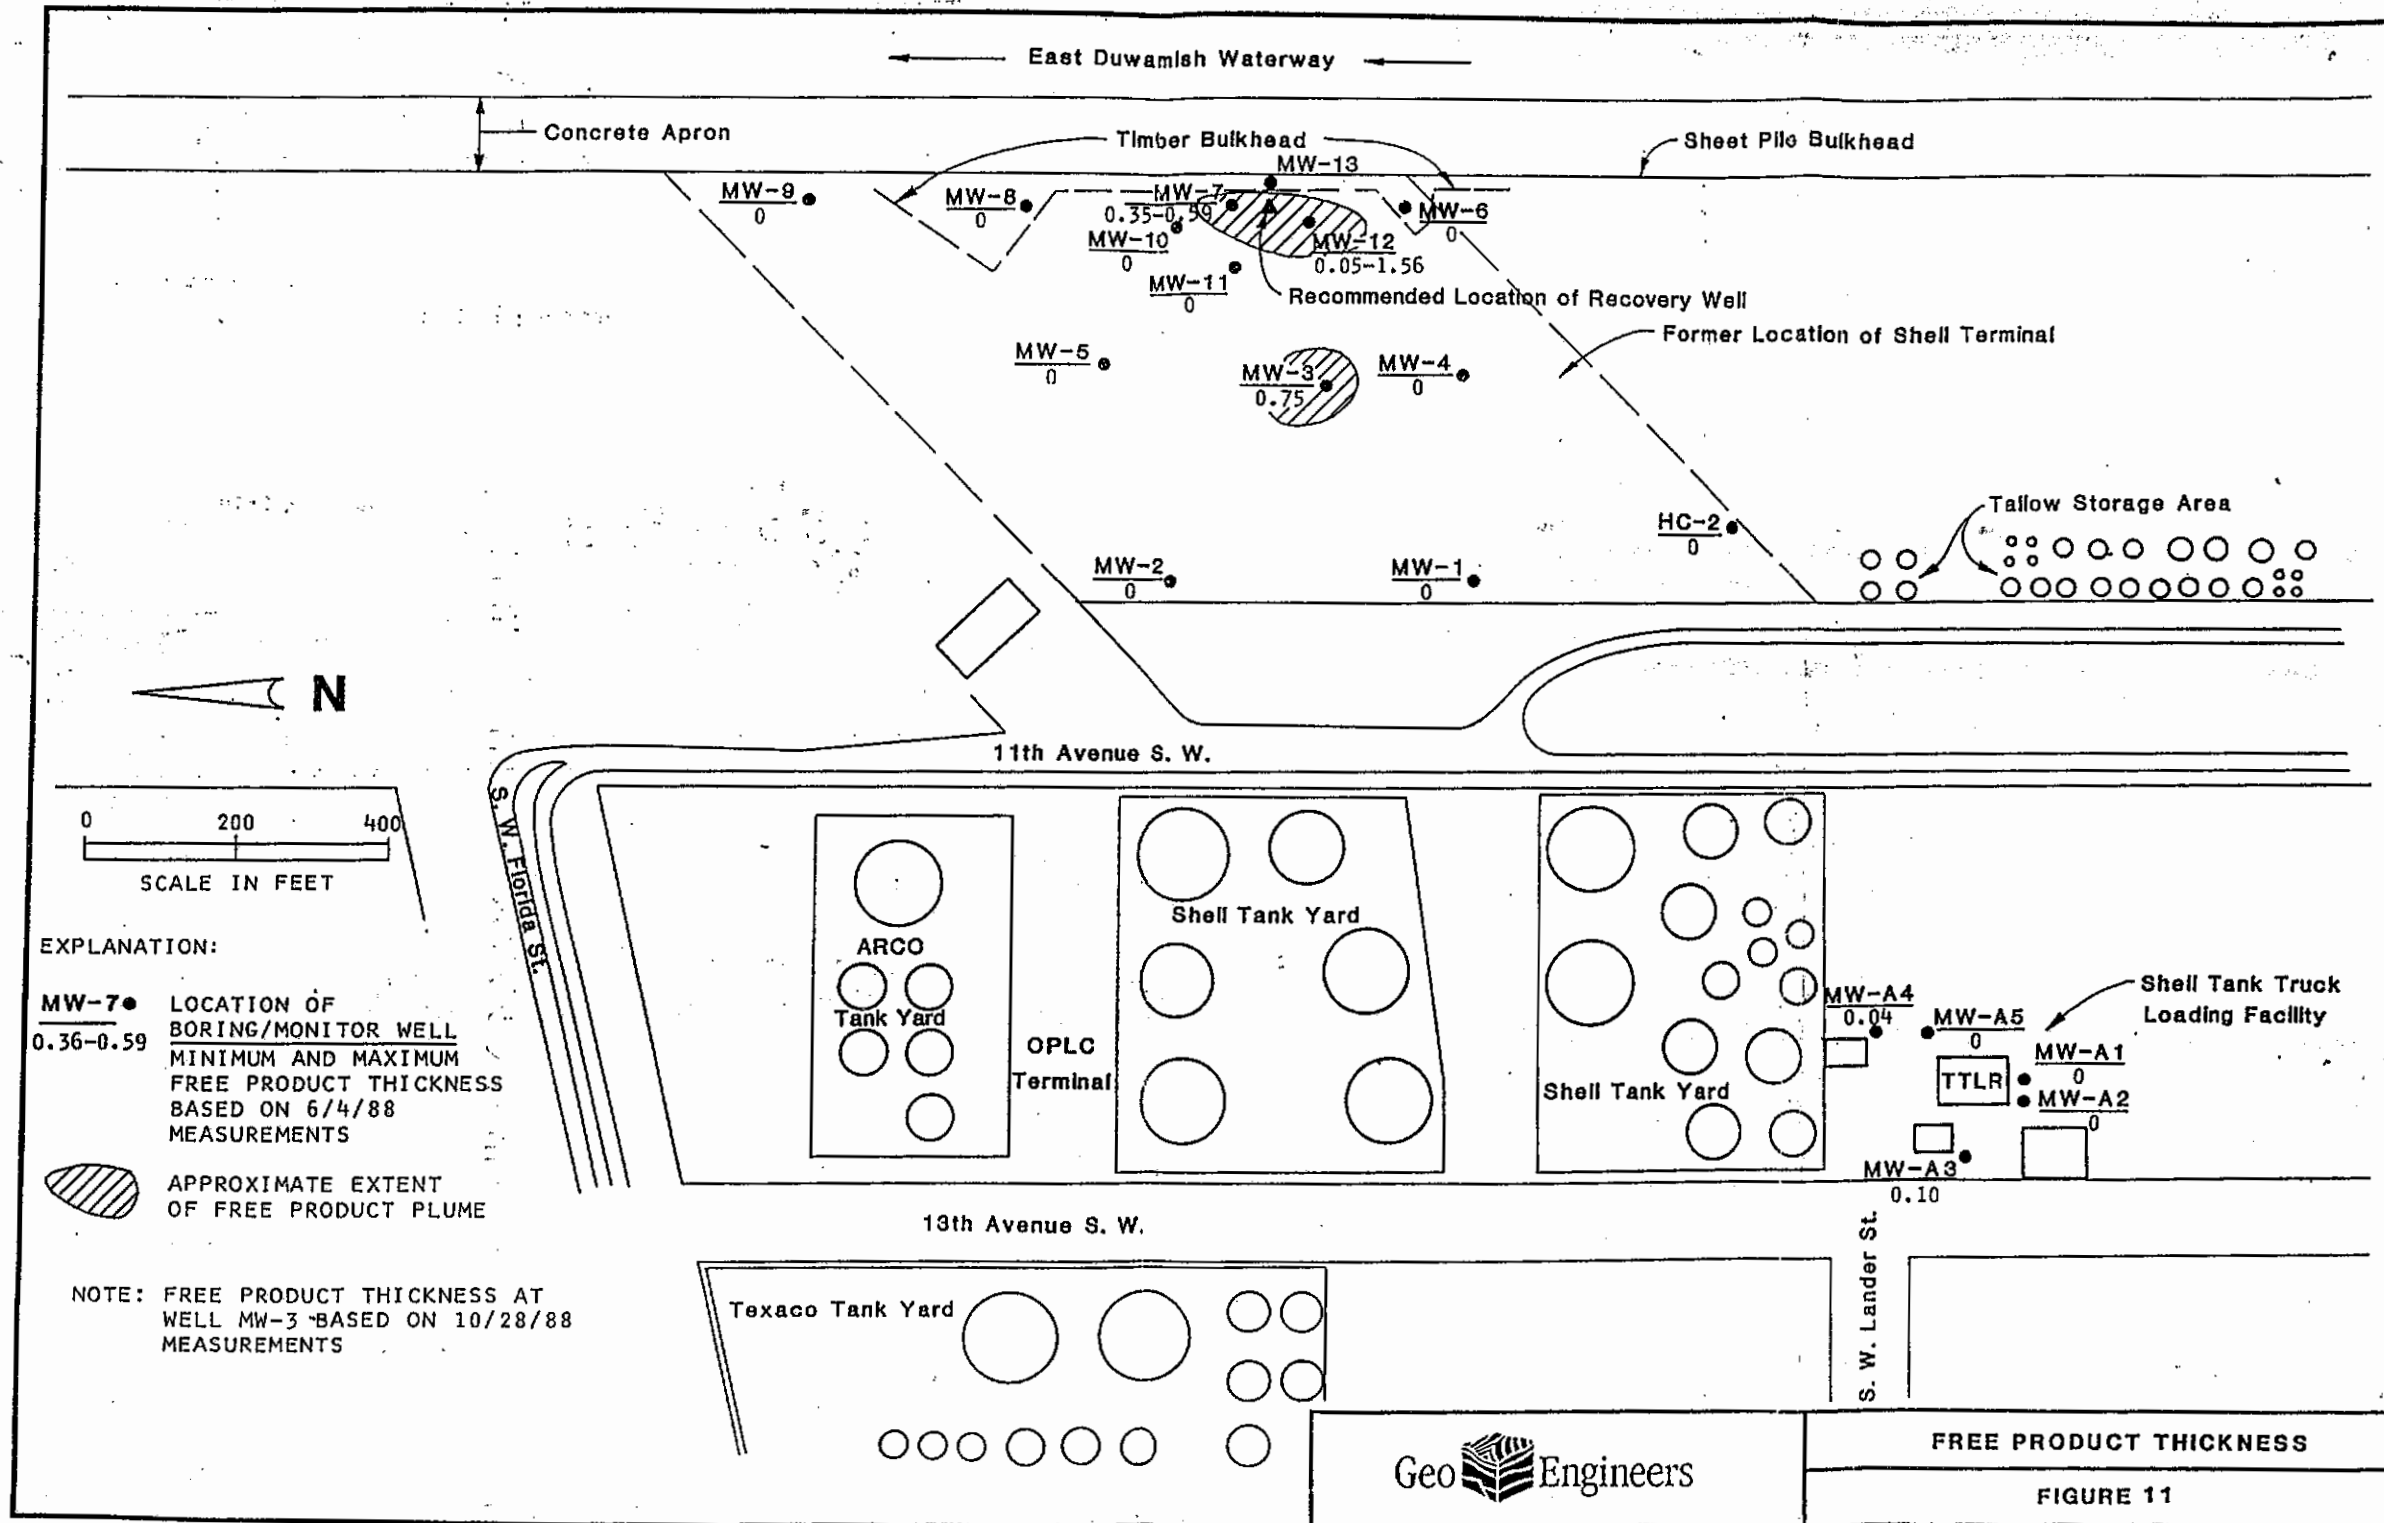 East Duwamish Waterway
Concrete Apron
Timber Bulkhead
Sheet Pile Bulkhead
MW-13
MW-9
0
MW-8
0
MW-7
0.35-0.59
MW-6
0
MW-10
0
MW-12
0.05-1.56
MW-11
0
Recommended Location of Recovery Well
Former Location of Shell Terminal
MW-5
0
MW-3
0.75
MW-4
0
Tallow Storage Area
HC-2
0
MW-2
0
MW-1
0
N
11th Avenue S. W.
S. W. Florida St.
0 200 400
SCALE IN FEET
EXPLANATION:
MW-7
0.36-0.59
LOCATION OF
BORING/MONITOR WELL
MINIMUM AND MAXIMUM
FREE PRODUCT THICKNESS
BASED ON 6/4/88
MEASUREMENTS
APPROXIMATE EXTENT
OF FREE PRODUCT PLUME
NOTE: FREE PRODUCT THICKNESS AT
WELL MW-3 BASED ON 10/28/88
MEASUREMENTS
ARCO
Tank Yard
OPLC
Terminal
Shell Tank Yard
Shell Tank Yard
MW-A4
0.04
MW-A5
0
Shell Tank Truck
Loading Facility
MW-A1
0
TTLR
MW-A2
0
MW-A3
0.10
13th Avenue S. W.
S. W. Lander St.
Texaco Tank Yard
Geo Engineers
FREE PRODUCT THICKNESS
FIGURE 11